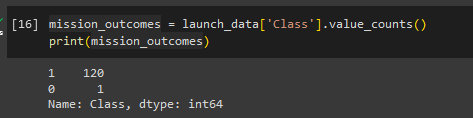 [16] mission_outcomes = launch_data['Class'].value_counts()
print(mission_outcomes)
1    120
0      1
Name: Class, dtype: int64